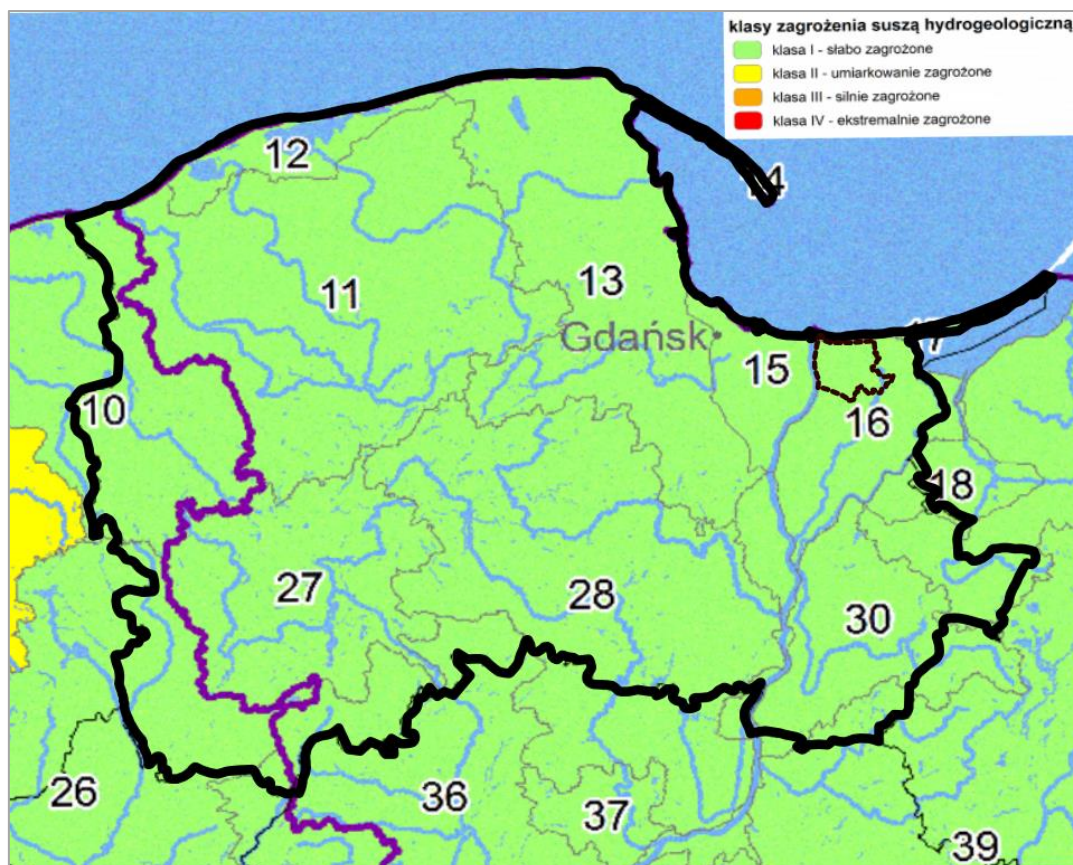 klasy zagrożenia suszą hydrogeologiczną
klasa I - słabo zagrożone
klasa II - umiarkowanie zagrożone
klasa III - silnie zagrożone
klasa IV - ekstremalnie zagrożone
12
11
13
Gdańsk
15
10
16
18
27
28
30
26
36
37
39